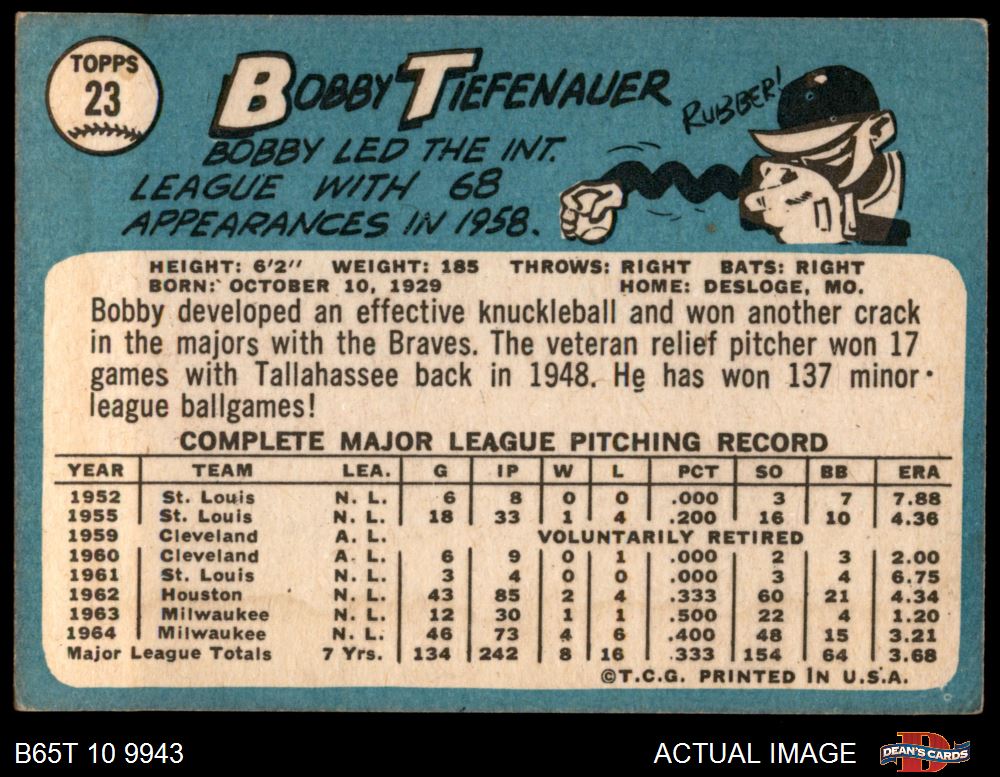 TOPPS
23
BOBBY TIEFENAUER
RUBBER!
BOBBY LED THE INT.
LEAGUE WITH 68
APPEARANCES IN 1958.
HEIGHT: 6'2" WEIGHT: 185 THROWS: RIGHT BATS: RIGHT
BORN: OCTOBER 10, 1929 HOME: DESLOGE, MO.
Bobby developed an effective knuckleball and won another crack
in the majors with the Braves. The veteran relief pitcher won 17
games with Tallahassee back in 1948. He has won 137 minor
league ballgames!
COMPLETE MAJOR LEAGUE PITCHING RECORD
YEAR TEAM LEA. G IP W L PCT SO BB ERA
1952 St. Louis N. L. 6 8 0 0 .000 3 7 7.88
1955 St. Louis N. L. 18 33 1 4 .200 16 10 4.36
1959 Cleveland A. L. VOLUNTARILY RETIRED
1960 Cleveland A. L. 6 9 0 1 .000 2 3 2.00
1961 St. Louis N. L. 3 4 0 0 .000 3 4 6.75
1962 Houston N. L. 43 85 2 4 .333 60 21 4.34
1963 Milwaukee N. L. 12 30 1 1 .500 22 4 1.20
1964 Milwaukee N. L. 46 73 4 6 .400 48 15 3.21
Major League Totals 7 Yrs. 134 242 8 16 .333 154 64 3.68
©T.C.G. PRINTED IN U.S.A.
B65T 10 9943 ACTUAL IMAGE DEAN'S CARDS